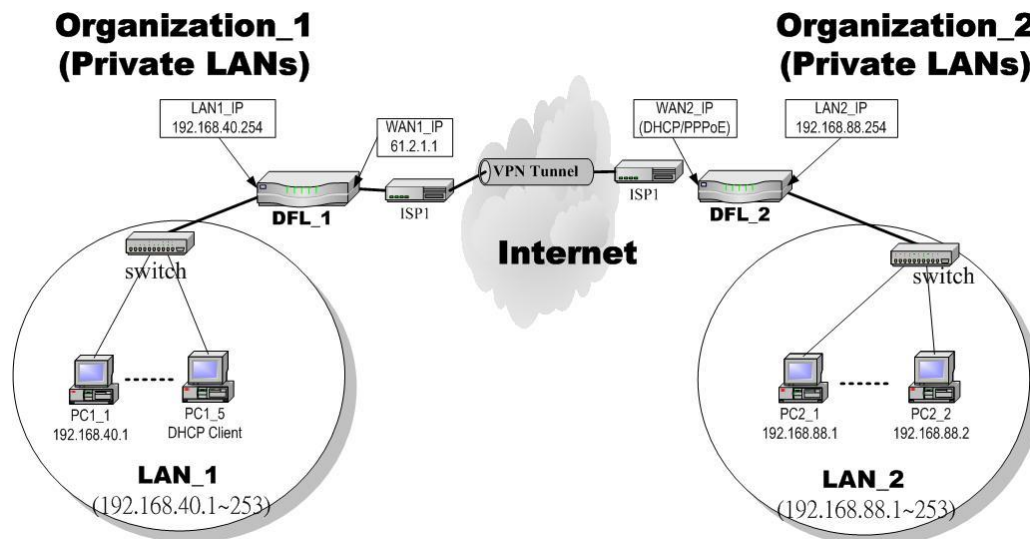 Organization_1
(Private LANs)
Organization_2
(Private LANs)
LAN1_IP
192.168.40.254
WAN1_IP
61.2.1.1
WAN2_IP
(DHCP/PPPoE)
LAN2_IP
192.168.88.254
DFL_1
ISP1
VPN Tunnel
ISP1
DFL_2
Internet
switch
switch
PC1_1
192.168.40.1
PC1_5
DHCP Client
PC2_1
192.168.88.1
PC2_2
192.168.88.2
LAN_1
(192.168.40.1~253)
LAN_2
(192.168.88.1~253)